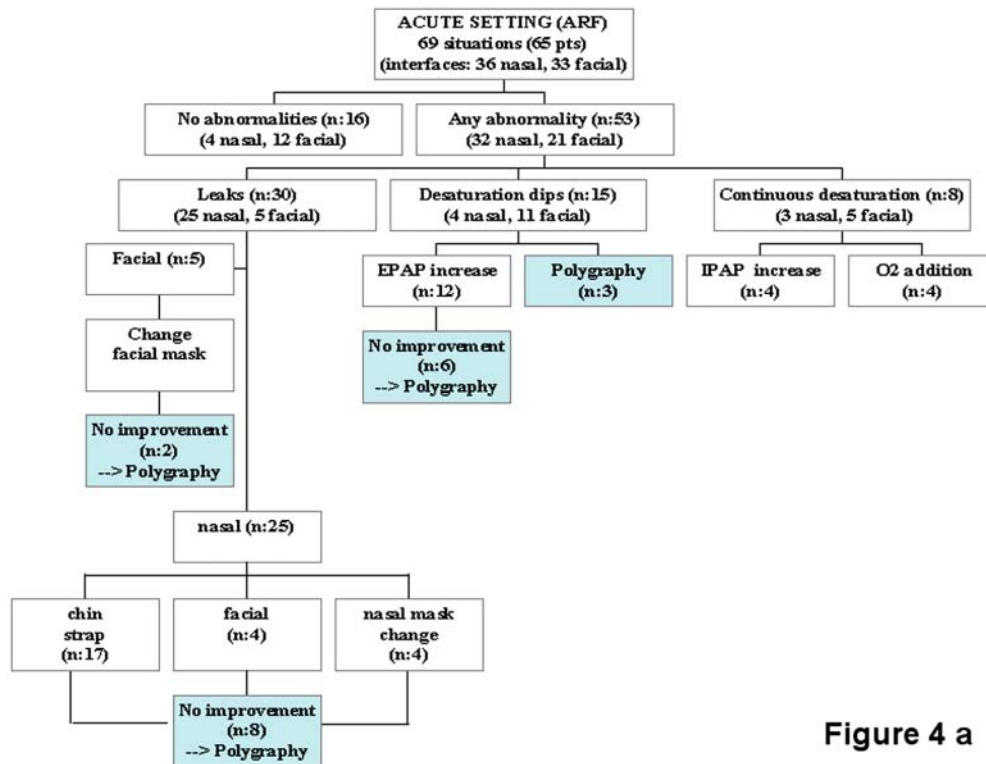 ACUTE SETTING (ARF)
69 situations (65 pts)
(interfaces: 36 nasal, 33 facial)
No abnormalities (n:16)
(4 nasal, 12 facial)
Any abnormality (n:53)
(32 nasal, 21 facial)
Leaks (n:30)
(25 nasal, 5 facial)
Desaturation dips (n:15)
(4 nasal, 11 facial)
Continuous desaturation (n:8)
(3 nasal, 5 facial)
Facial (n:5)
EPAP increase
(n:12)
Polygraphy
(n:3)
IPAP increase
(n:4)
O2 addition
(n:4)
Change
facial mask
No improvement
(n:6)
--> Polygraphy
No improvement
(n:2)
--> Polygraphy
nasal (n:25)
chin
strap
(n:17)
facial
(n:4)
nasal mask
change
(n:4)
No improvement
(n:8)
--> Polygraphy
Figure 4 a